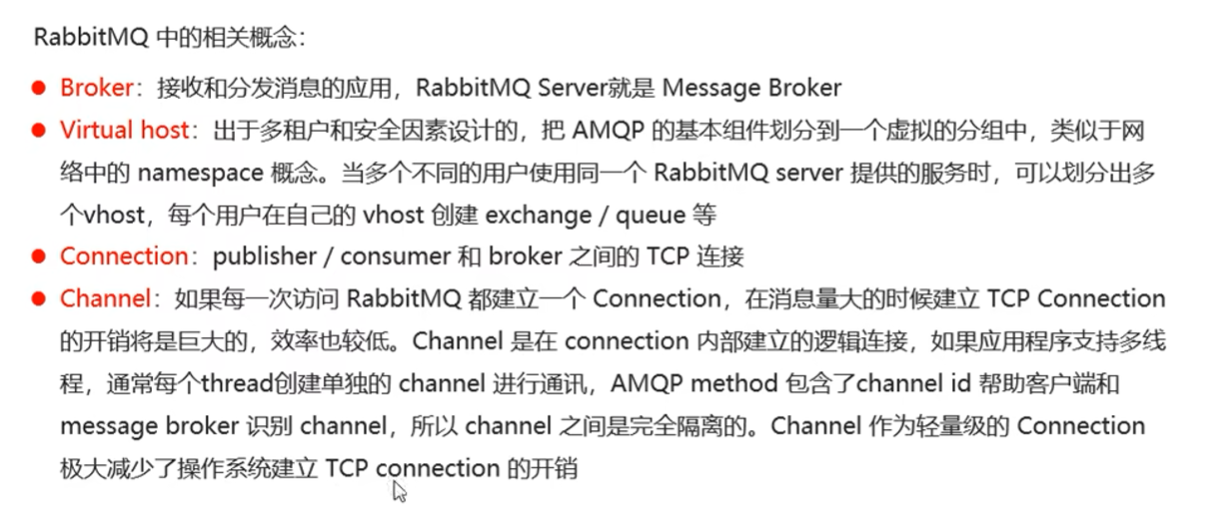 RabbitMQ 中的相关概念：
● Broker：接收和分发消息的应用，RabbitMQ Server就是 Message Broker
● Virtual host：出于多租户和安全因素设计的，把 AMQP 的基本组件划分到一个虚拟的分组中，类似于网
络中的 namespace 概念。当多个不同的用户使用同一个 RabbitMQ server 提供的服务时，可以划分出多
个vhost，每个用户在自己的 vhost 创建 exchange / queue 等
● Connection：publisher / consumer 和 broker 之间的 TCP 连接
● Channel：如果每一次访问 RabbitMQ 都建立一个 Connection，在消息量大的时候建立 TCP Connection
的开销将是巨大的，效率也较低。Channel 是在 connection 内部建立的逻辑连接，如果应用程序支持多线
程，通常每个thread创建单独的 channel 进行通讯，AMQP method 包含了channel id 帮助客户端和
message broker 识别 channel，所以 channel 之间是完全隔离的。Channel 作为轻量级的 Connection
极大减少了操作系统建立 TCP connection 的开销